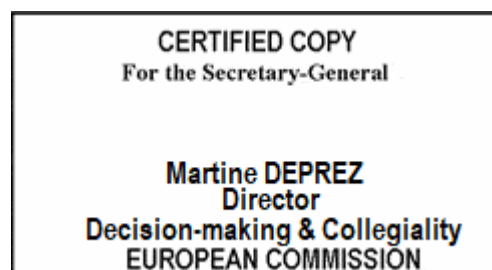 CERTIFIED COPY
For the Secretary-General
Martine DEPREZ
Director
Decision-making & Collegiality
EUROPEAN COMMISSION